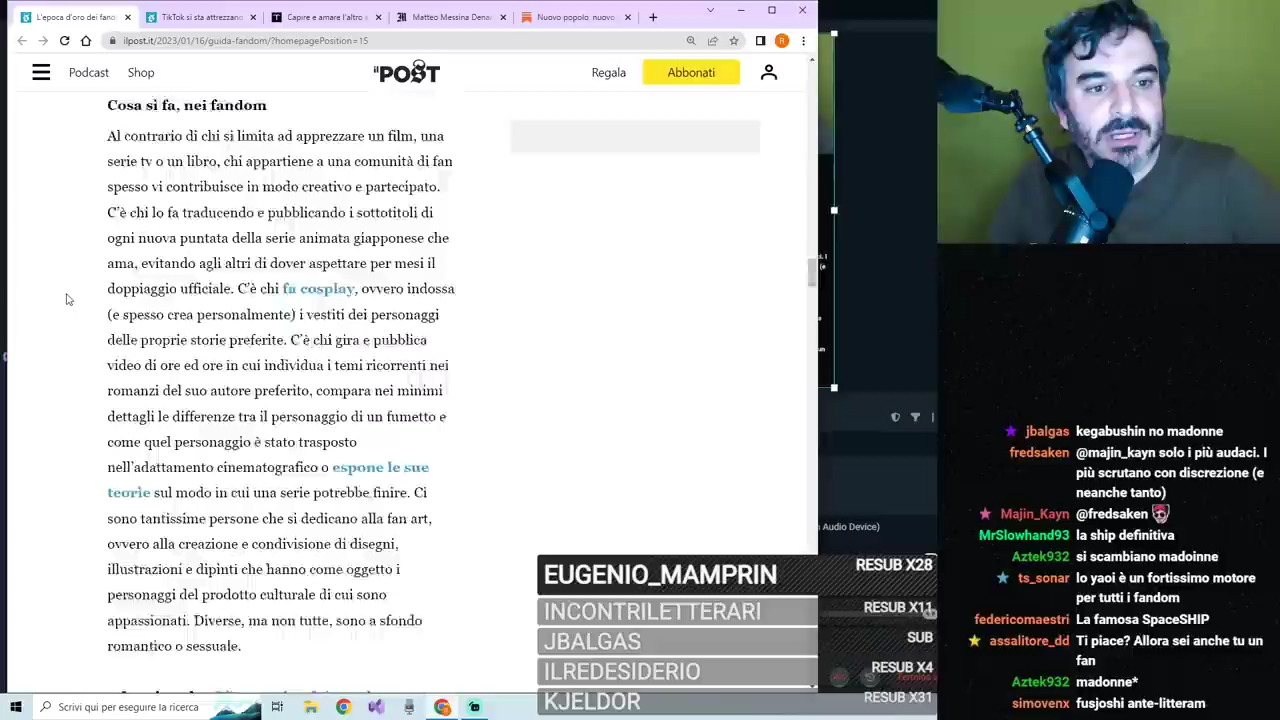 L'epoca d'oro dei fand
TikTok si sta attrezzand
Capire e amare l'altro
Matteo Messina Dena
Nuovo popolo, nuovo
ilpost.it/2023/01/16/guida-fandom/?homepagePosition=15
Podcast
Shop
IL POST
Regala
Abbonati
Cosa si fa, nei fandom
Al contrario di chi si limita ad apprezzare un film, una
serie tv o un libro, chi appartiene a una comunità di fan
spesso vi contribuisce in modo creativo e partecipato.
C'è chi lo fa traducendo e pubblicando i sottotitoli di
ogni nuova puntata della serie animata giapponese che
ama, evitando agli altri di dover aspettare per mesi il
doppiaggio ufficiale. C'è chi fa cosplay, ovvero indossa
(e spesso crea personalmente) i vestiti dei personaggi
delle proprie storie preferite. C'è chi gira e pubblica
video di ore ed ore in cui individua i temi ricorrenti nei
romanzi del suo autore preferito, compara nei minimi
dettagli le differenze tra il personaggio di un fumetto e
come quel personaggio è stato trasposto
nell'adattamento cinematografico o espone le sue
teorie sul modo in cui una serie potrebbe finire. Ci
sono tantissime persone che si dedicano alla fan art,
ovvero alla creazione e condivisione di disegni,
illustrazioni e dipinti che hanno come oggetto i
personaggi del prodotto culturale di cui sono
appassionati. Diverse, ma non tutte, sono a sfondo
romantico o sessuale.
Audio Device)
EUGENIO_MAMPRIN RESUB X28
INCONTRILETTERARI RESUB X11
JBALGAS SUB
ILREDESIDERIO RESUB X4
KJELDOR RESUB X31
Scrivi qui per eseguire la ricerca
jbalgas kegabushin no madonne
fredsaken @majin_kayn solo i più audaci. I
più scrutano con discrezione (e
neanche tanto)
Majin_Kayn @fredsaken
MrSlowhand93 la ship definitiva
Aztek932 si scambiano madoinne
ts_sonar lo yaoi è un fortissimo motore
per tutti i fandom
federicomaestri La famosa SpaceSHIP
assalitore_dd Ti piace? Allora sei anche tu un
fan
Aztek932 madonne*
simovenx fusjoshi ante-litteram